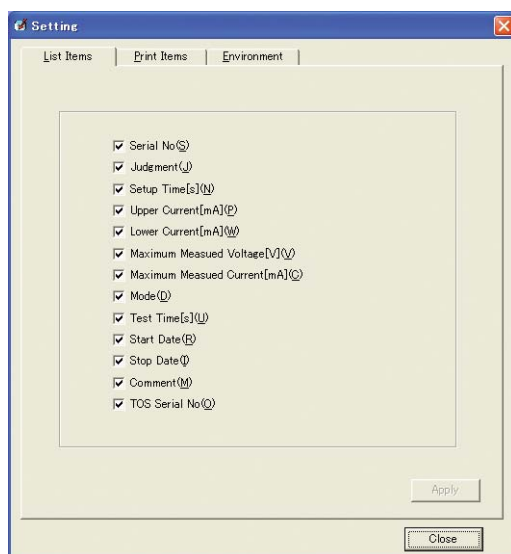 Setting
List Items Print Items Environment
Serial No(S)
Judgment(J)
Setup Time[s](N)
Upper Current[mA](P)
Lower Current[mA](W)
Maximum Measued Voltage[V](V)
Maximum Measued Current[mA](C)
Mode(D)
Test Time[s](U)
Start Date(R)
Stop Date(I)
Comment(M)
TOS Serial No(O)
Apply
Close